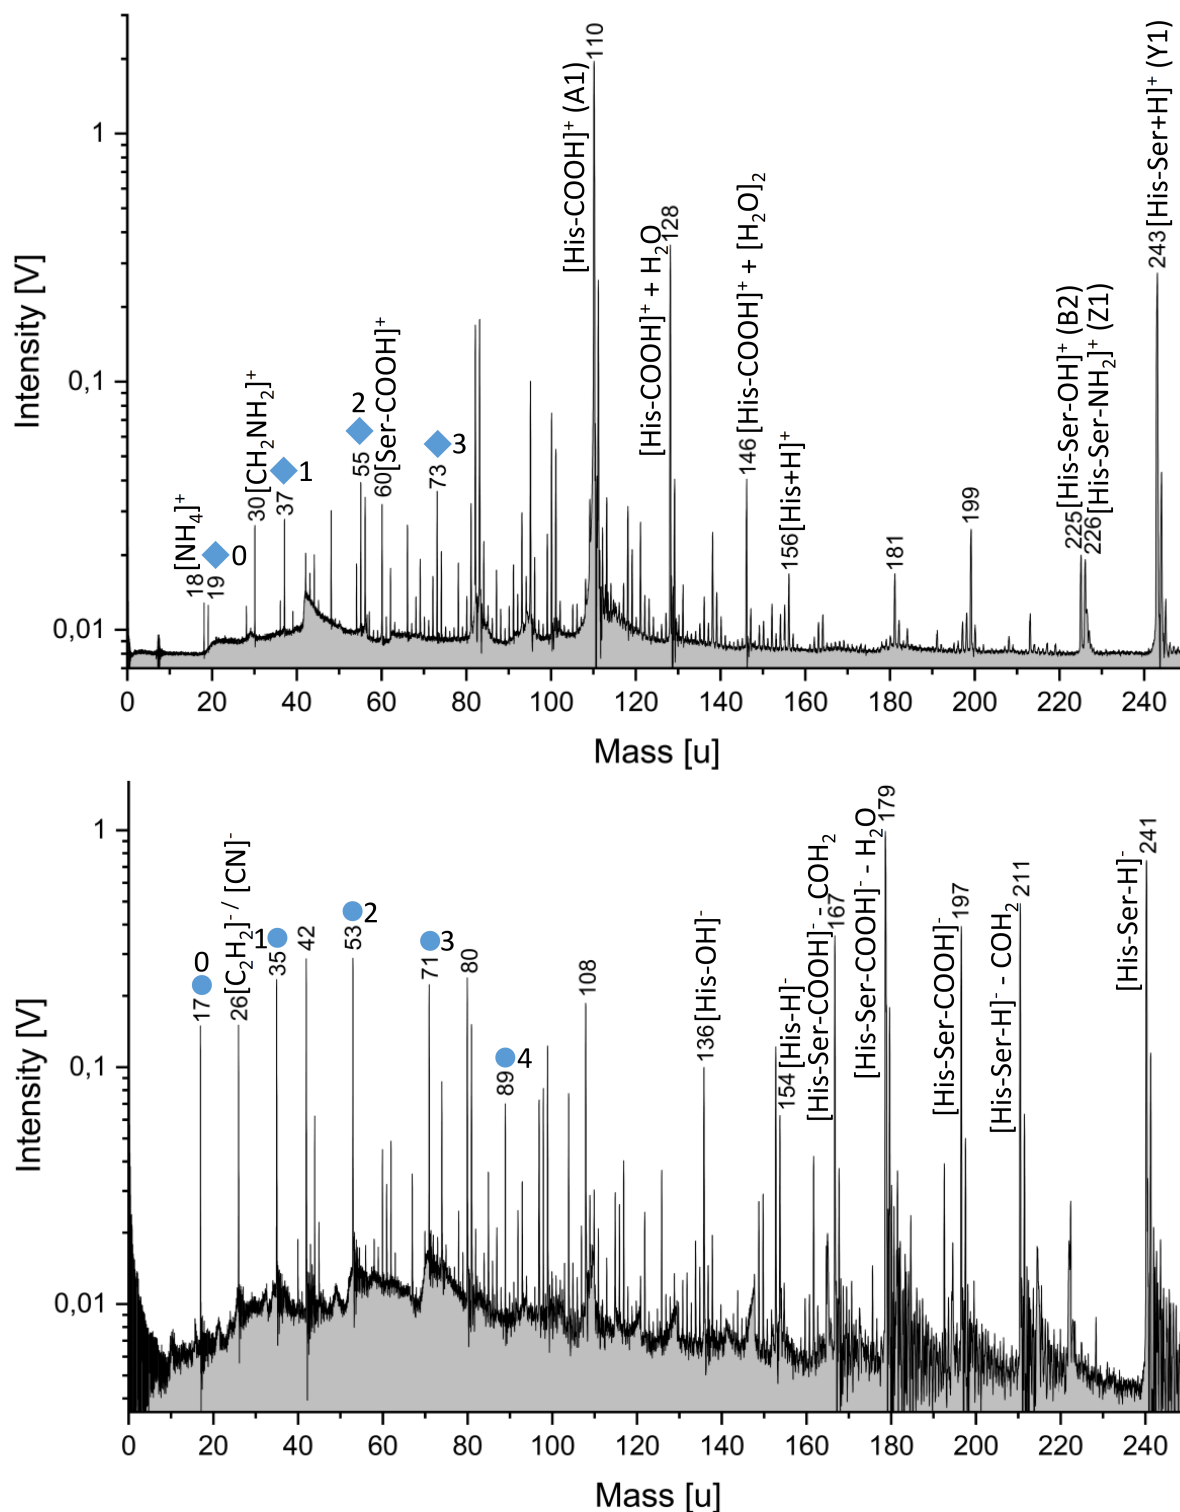 Intensity [V]
1
0,1
0,01
18 [NH₄]⁺
19
0
30 [CH₂NH₂]⁺
37
1
2
55
60 [Ser-COOH]⁺
3
73
[His-COOH]⁺ (A1)
110
[His-COOH]⁺ + H₂O
128
146 [His-COOH]⁺ + [H₂O]₂
156 [His+H]⁺
181
199
225 [His-Ser-OH]⁺ (B2)
226 [His-Ser-NH₂]⁺ (Z1)
243 [His-Ser+H]⁺ (Y1)
0 20 40 60 80 100 120 140 160 180 200 220 240
Mass [u]
Intensity [V]
1
0,1
0,01
0
17
26 [C₂H₂]⁻ / [CN]⁻
1
35
42
2
53
3
71
80
4
89
108
136 [His-OH]⁻
154 [His-H]⁻
[His-Ser-COOH]⁻ - COH₂
167
[His-Ser-COOH]⁻ - H₂O
179
[His-Ser-COOH]⁻
197
[His-Ser-H]⁻ - COH₂
211
[His-Ser-H]⁻
241
0 20 40 60 80 100 120 140 160 180 200 220 240
Mass [u]